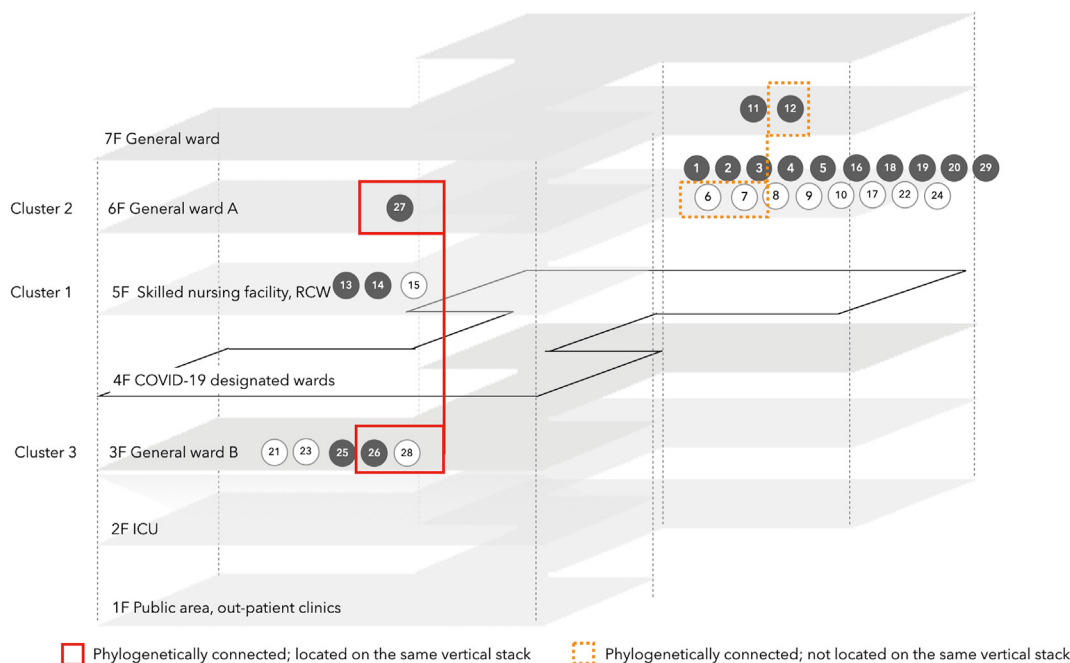 11 12
7F General ward
1 2 3 4 5 16 18 19 20 29
6 7 8 9 10 17 22 24
Cluster 2 6F General ward A 27
Cluster 1 5F Skilled nursing facility, RCW 13 14 15
4F COVID-19 designated wards
Cluster 3 3F General ward B 21 23 25 26 28
2F ICU
1F Public area, out-patient clinics
Phylogenetically connected; located on the same vertical stack Phylogenetically connected; not located on the same vertical stack